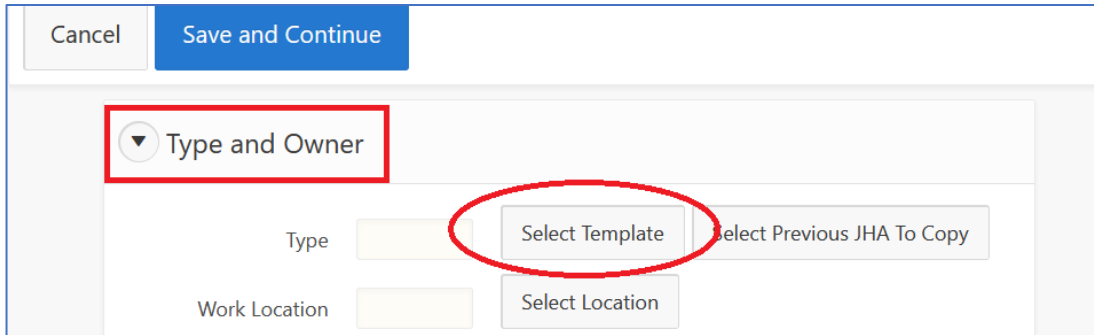 Cancel Save and Continue
Type and Owner
Type Select Template Select Previous JHA To Copy
Work Location Select Location